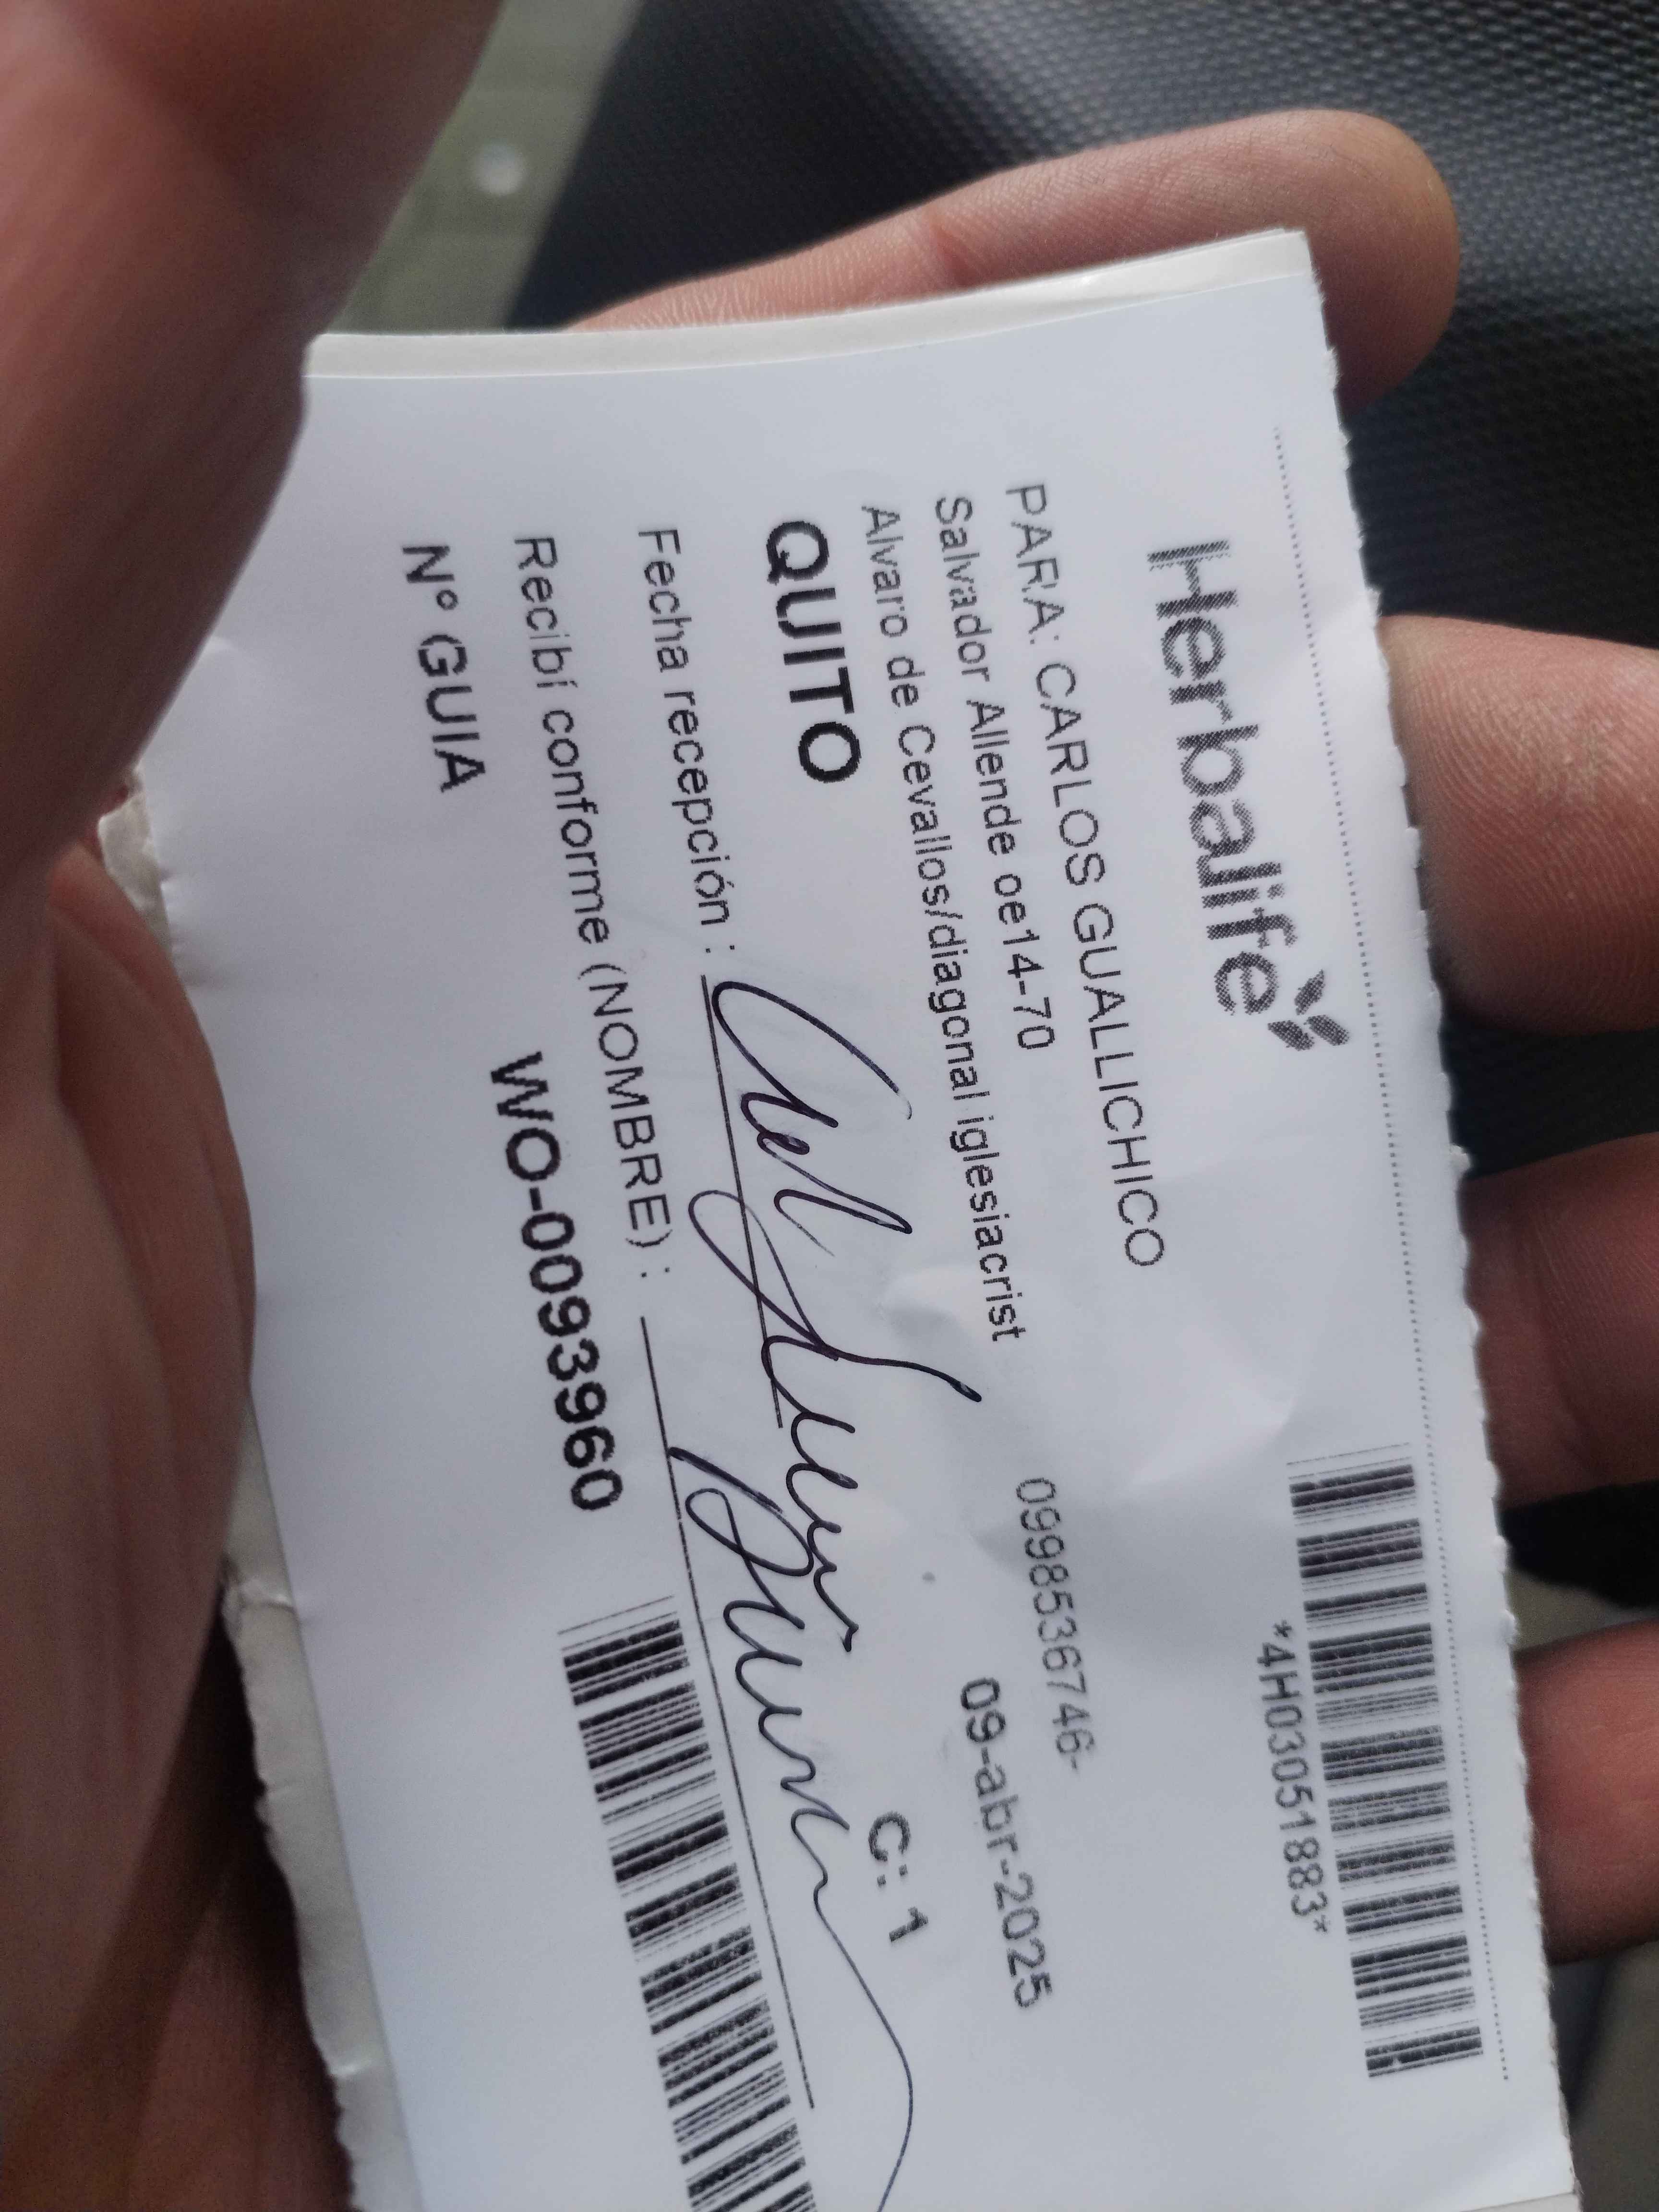 Herbalife
*4H03051883*
PARA: CARLOS GUALLICHICO
Salvador Allende oe14-70
0998536746-
Alvaro de Cevallos/diagonal iglesiacrist
09-abr-2025
QUITO
C: 1
Fecha recepción :
Recibí conforme (NOMBRE) :
Nº GUIA
WO-0093960